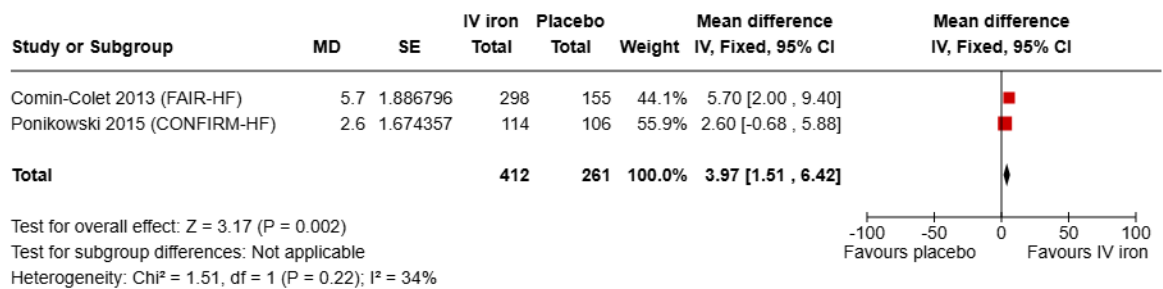 IV iron Placebo Mean difference Mean difference
Study or Subgroup MD SE Total Total Weight IV, Fixed, 95% CI IV, Fixed, 95% CI
Comin-Colet 2013 (FAIR-HF) 5.7 1.886796 298 155 44.1% 5.70 [2.00 , 9.40]
Ponikowski 2015 (CONFIRM-HF) 2.6 1.674357 114 106 55.9% 2.60 [-0.68 , 5.88]
Total 412 261 100.0% 3.97 [1.51 , 6.42]
Test for overall effect: Z = 3.17 (P = 0.002)
Test for subgroup differences: Not applicable
Heterogeneity: Chi² = 1.51, df = 1 (P = 0.22); I² = 34%
-100 -50 0 50 100
Favours placebo Favours IV iron